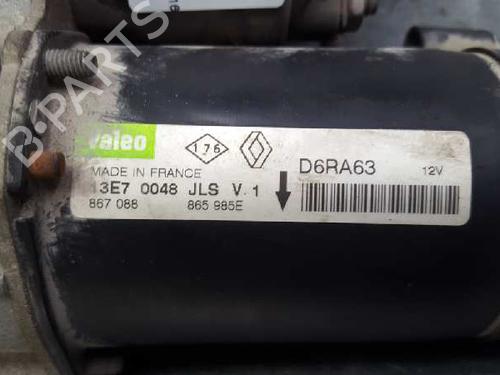 B-PARTS
Valeo
176
MADE IN FRANCE
D6RA63 12V
13E7 0048 JLS V.1
867 088 865 985E